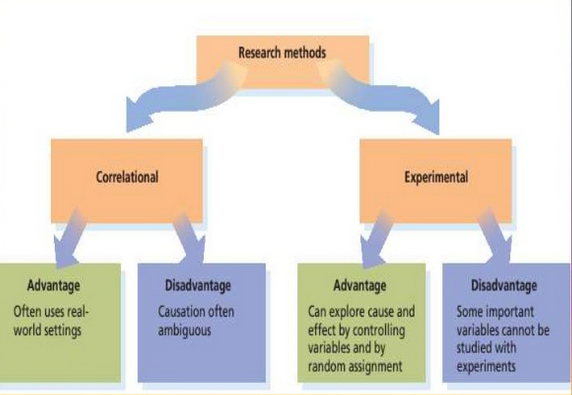 Research methods
Correlational
Experimental
Advantage
Often uses real-
world settings
Disadvantage
Causation often
ambiguous
Advantage
Can explore cause and
effect by controlling
variables and by
random assignment
Disadvantage
Some important
variables cannot be
studied with
experiments